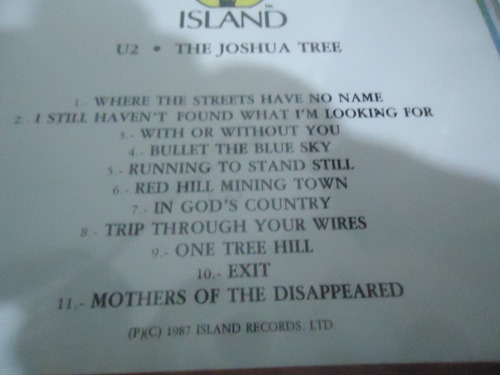 ISLAND™
U2 • THE JOSHUA TREE
1.- WHERE THE STREETS HAVE NO NAME
2.- I STILL HAVEN'T FOUND WHAT I'M LOOKING FOR
3.- WITH OR WITHOUT YOU
4.- BULLET THE BLUE SKY
5.- RUNNING TO STAND STILL
6.- RED HILL MINING TOWN
7.- IN GOD'S COUNTRY
8.- TRIP THROUGH YOUR WIRES
9.- ONE TREE HILL
10.- EXIT
11.- MOTHERS OF THE DISAPPEARED
(P)(C) 1987 ISLAND RECORDS, LTD